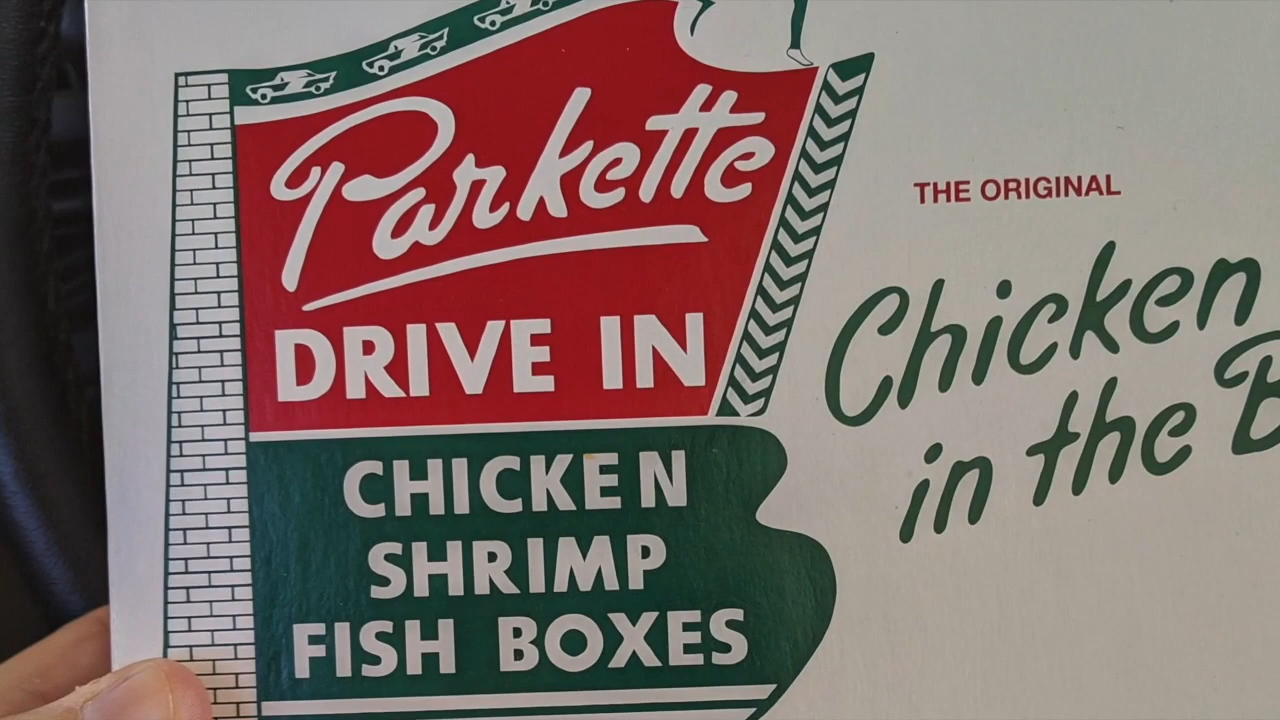 Parkette
DRIVE IN
CHICKEN
SHRIMP
FISH BOXES
THE ORIGINAL
Chicken
in the